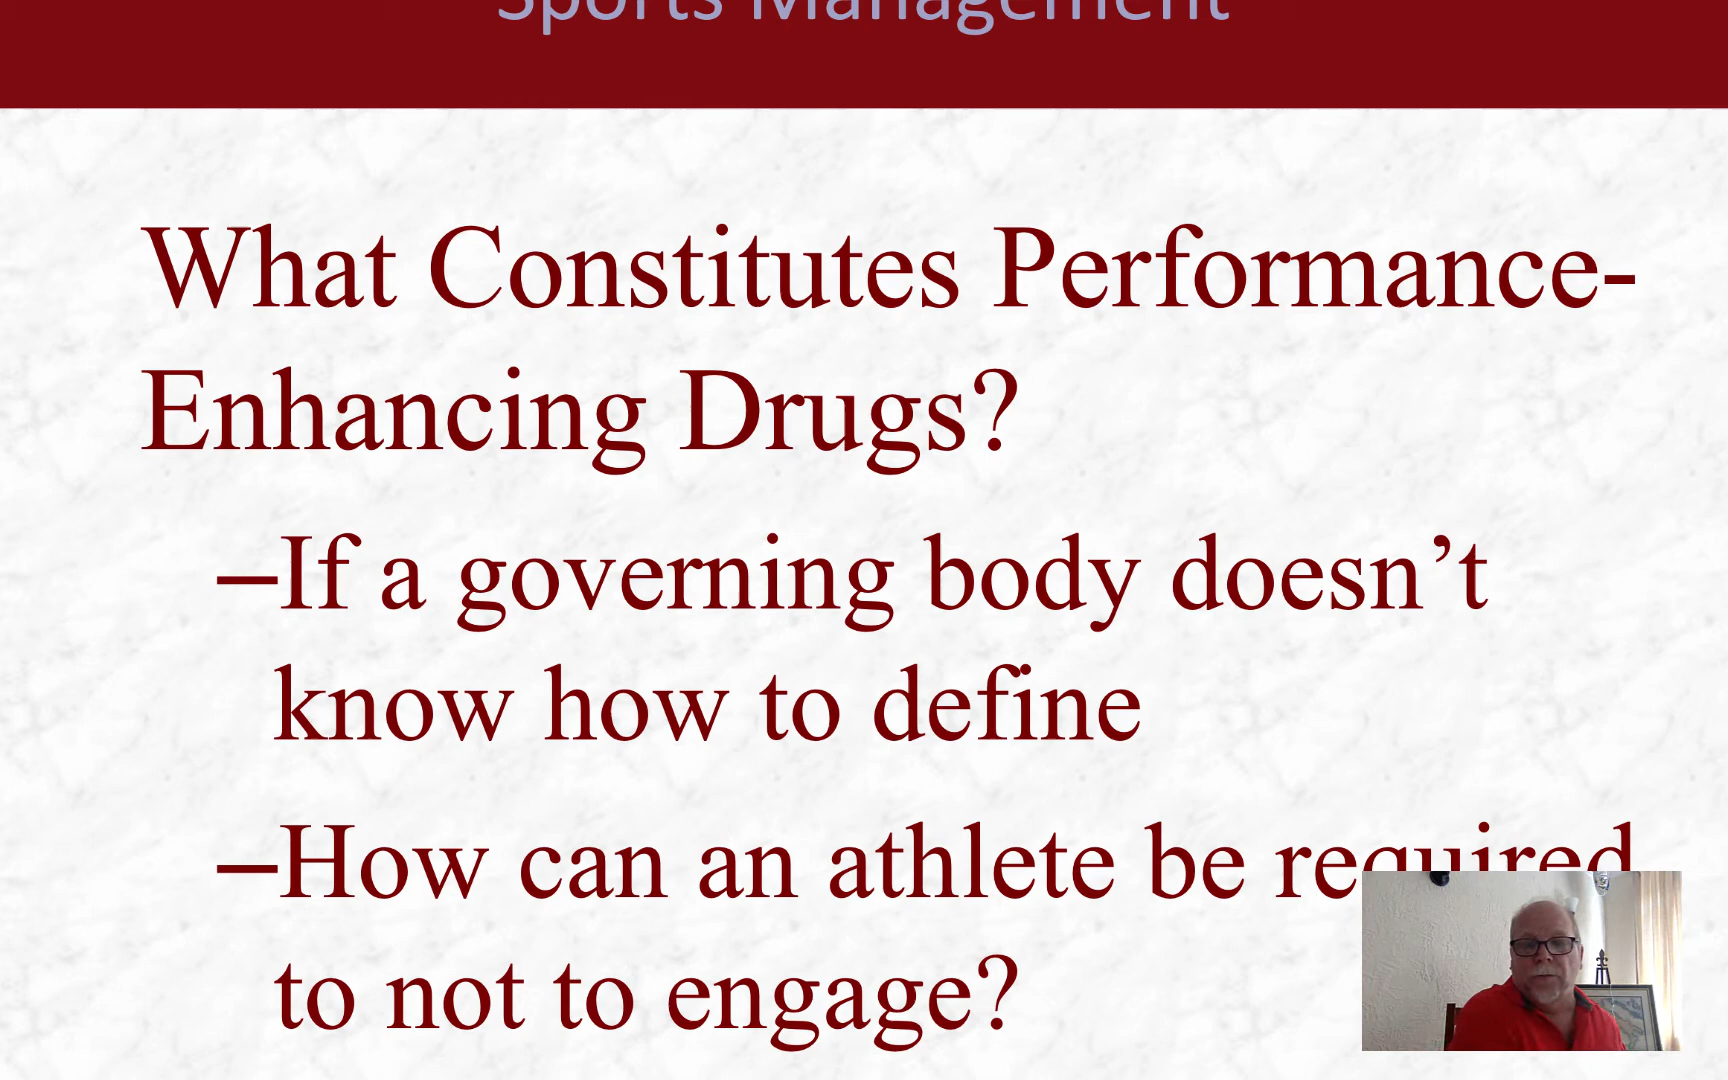 Sports Management
What Constitutes Performance-
Enhancing Drugs?
–If a governing body doesn’t
know how to define
–How can an athlete be required
to not to engage?